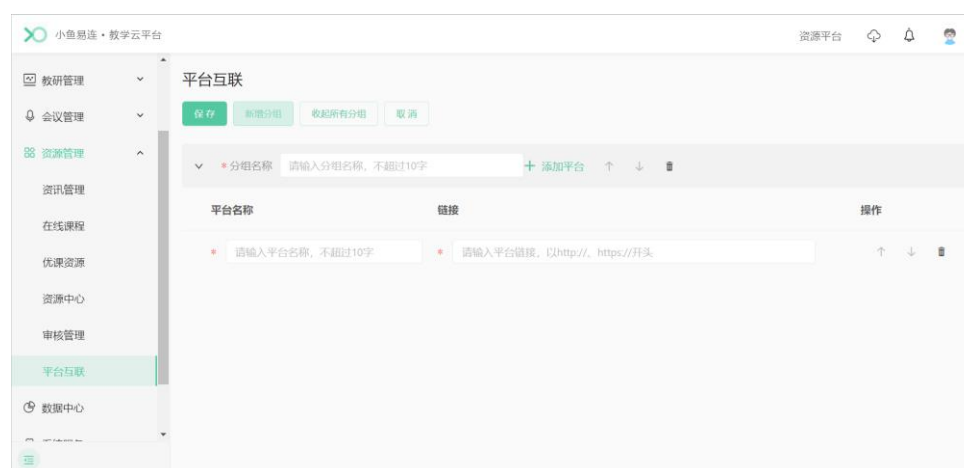 小鱼易连·教学云平台
资源平台
教研管理
会议管理
资源管理
资讯管理
在线课程
优课资源
资源中心
审核管理
平台互联
数据中心
平台互联
保存 新增分组 收起所有分组 取消
*分组名称 请输入分组名称，不超过10字 + 添加平台
平台名称 链接 操作
* 请输入平台名称，不超过10字 * 请输入平台链接，以http://、https://开头